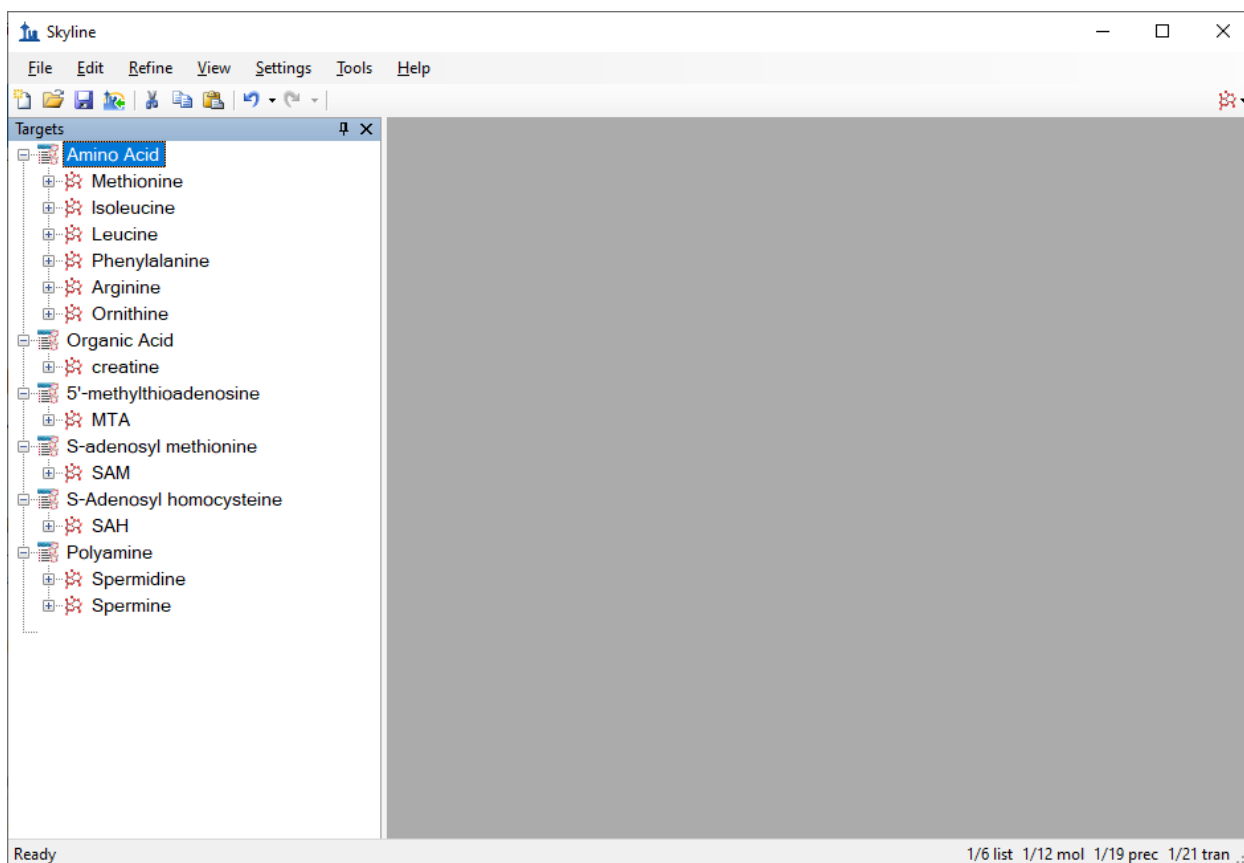 Skyline
File Edit Refine View Settings Tools Help
Targets
Amino Acid
Methionine
Isoleucine
Leucine
Phenylalanine
Arginine
Ornithine
Organic Acid
creatine
5'-methylthioadenosine
MTA
S-adenosyl methionine
SAM
S-Adenosyl homocysteine
SAH
Polyamine
Spermidine
Spermine
Ready 1/6 list 1/12 mol 1/19 prec 1/21 tran